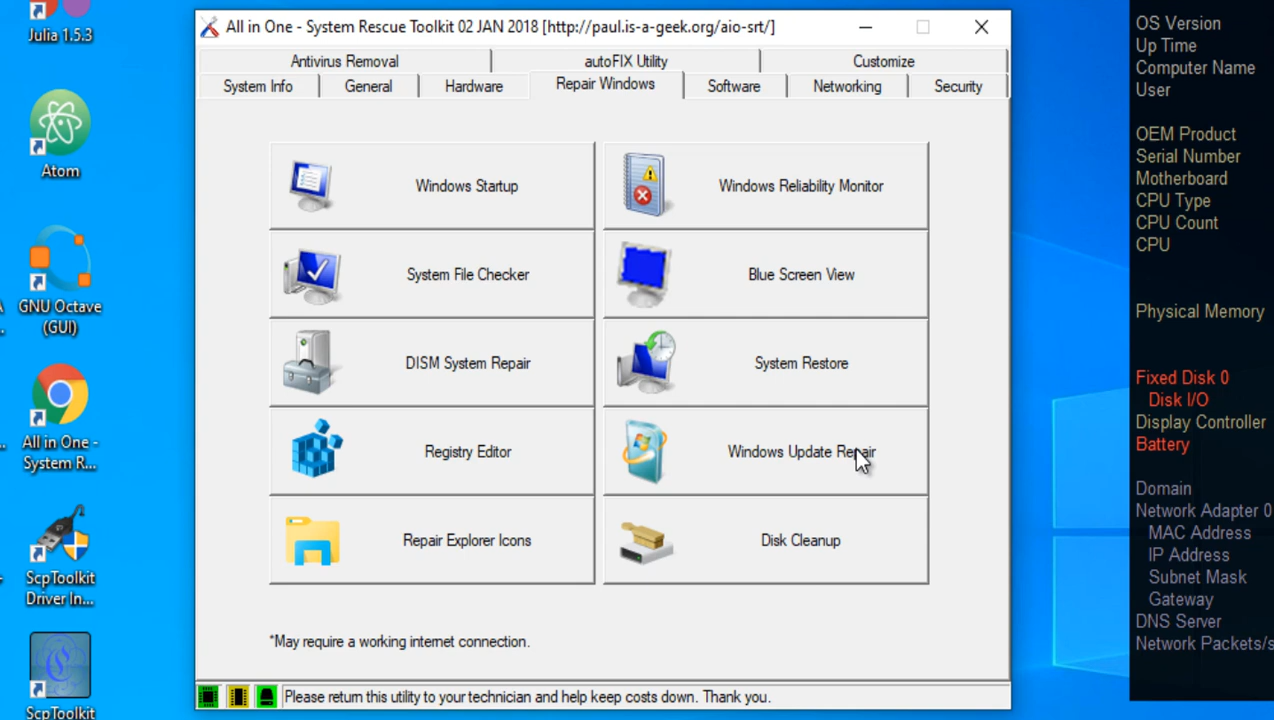 Julia 1.5.3
Atom
GNU Octave
(GUI)
All in One -
System R...
ScpToolkit
Driver In...
ScpToolkit
All in One - System Rescue Toolkit 02 JAN 2018 [http://paul.is-a-geek.org/aio-srt/]
Antivirus Removal
autoFIX Utility
Customize
System Info
General
Hardware
Repair Windows
Software
Networking
Security
Windows Startup
Windows Reliability Monitor
System File Checker
Blue Screen View
DISM System Repair
System Restore
Registry Editor
Windows Update Repair
Repair Explorer Icons
Disk Cleanup
*May require a working internet connection.
Please return this utility to your technician and help keep costs down. Thank you.
OS Version
Up Time
Computer Name
User
OEM Product
Serial Number
Motherboard
CPU Type
CPU Count
CPU
Physical Memory
Fixed Disk 0
Disk I/O
Display Controller
Battery
Domain
Network Adapter 0
MAC Address
IP Address
Subnet Mask
Gateway
DNS Server
Network Packets/s